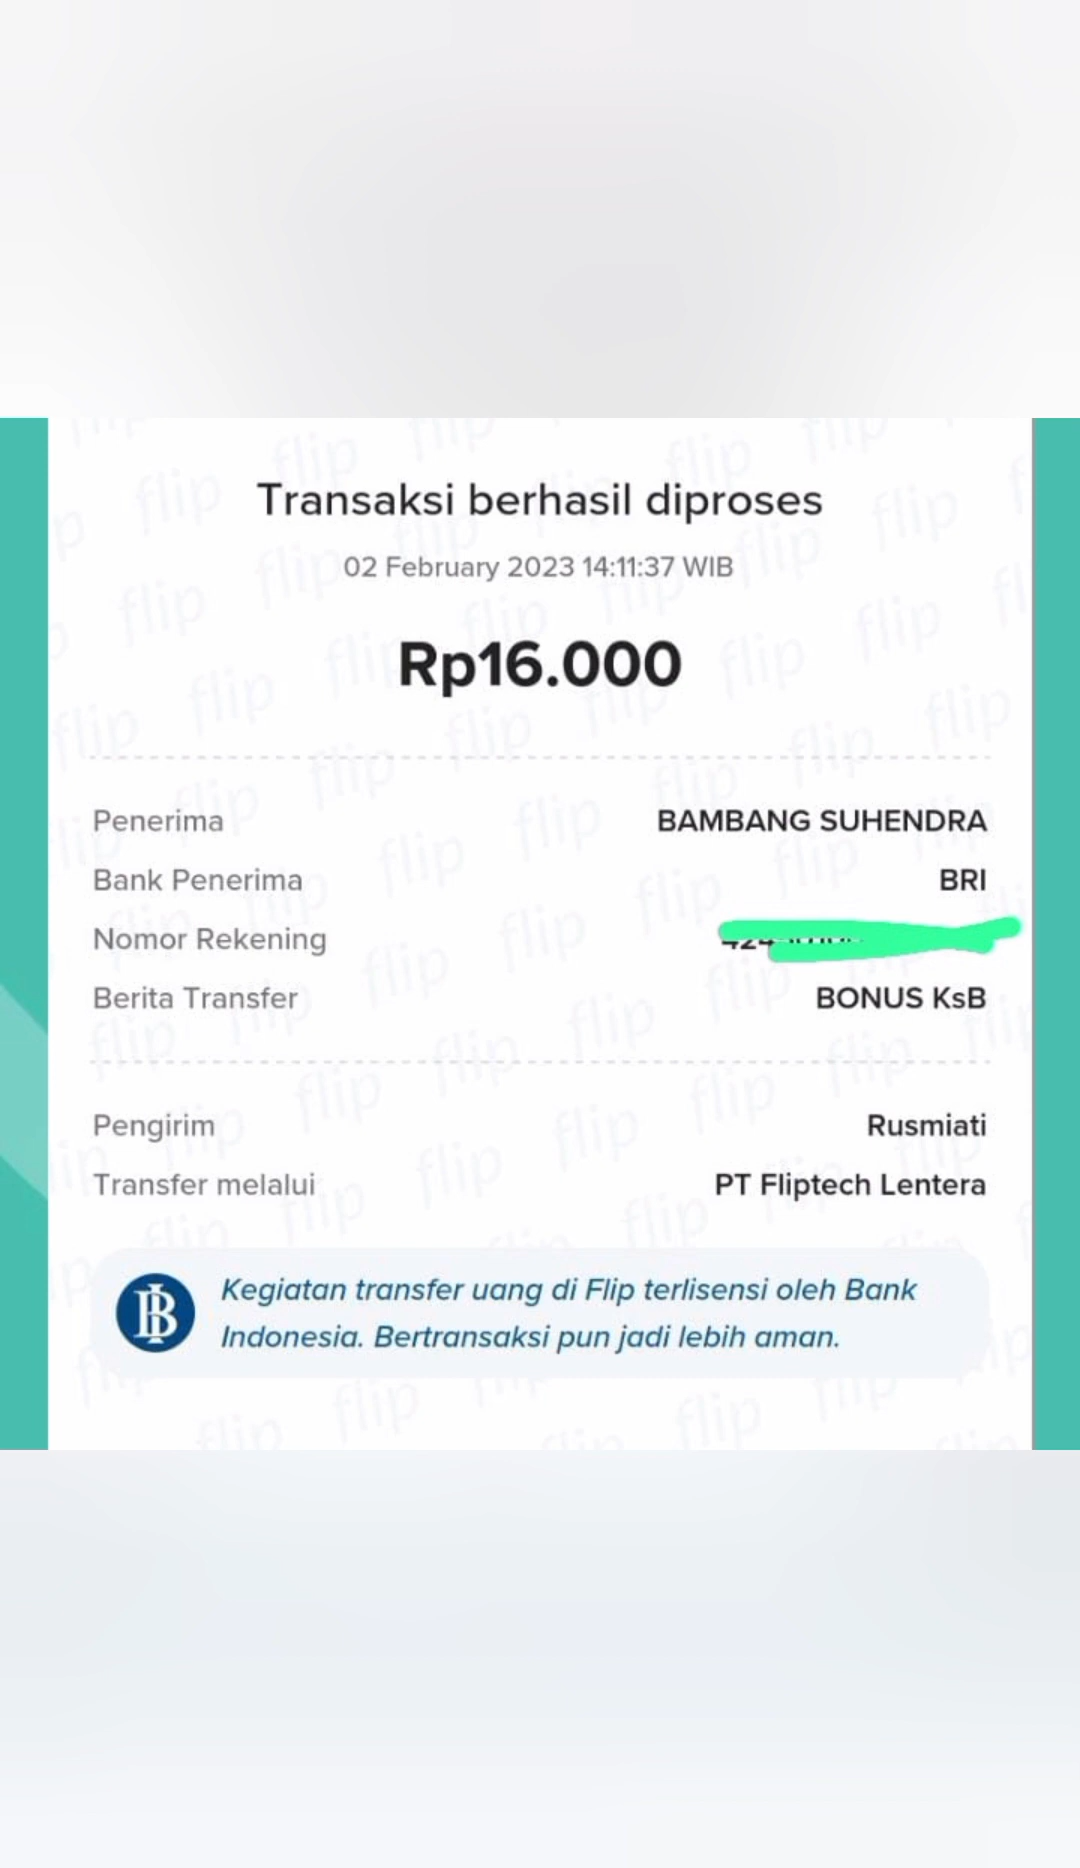 Transaksi berhasil diproses
02 February 2023 14:11:37 WIB
Rp16.000
Penerima BAMBANG SUHENDRA
Bank Penerima BRI
Nomor Rekening
Berita Transfer BONUS KsB
Pengirim Rusmiati
Transfer melalui PT Fliptech Lentera
Kegiatan transfer uang di Flip terlisensi oleh Bank
Indonesia. Bertransaksi pun jadi lebih aman.